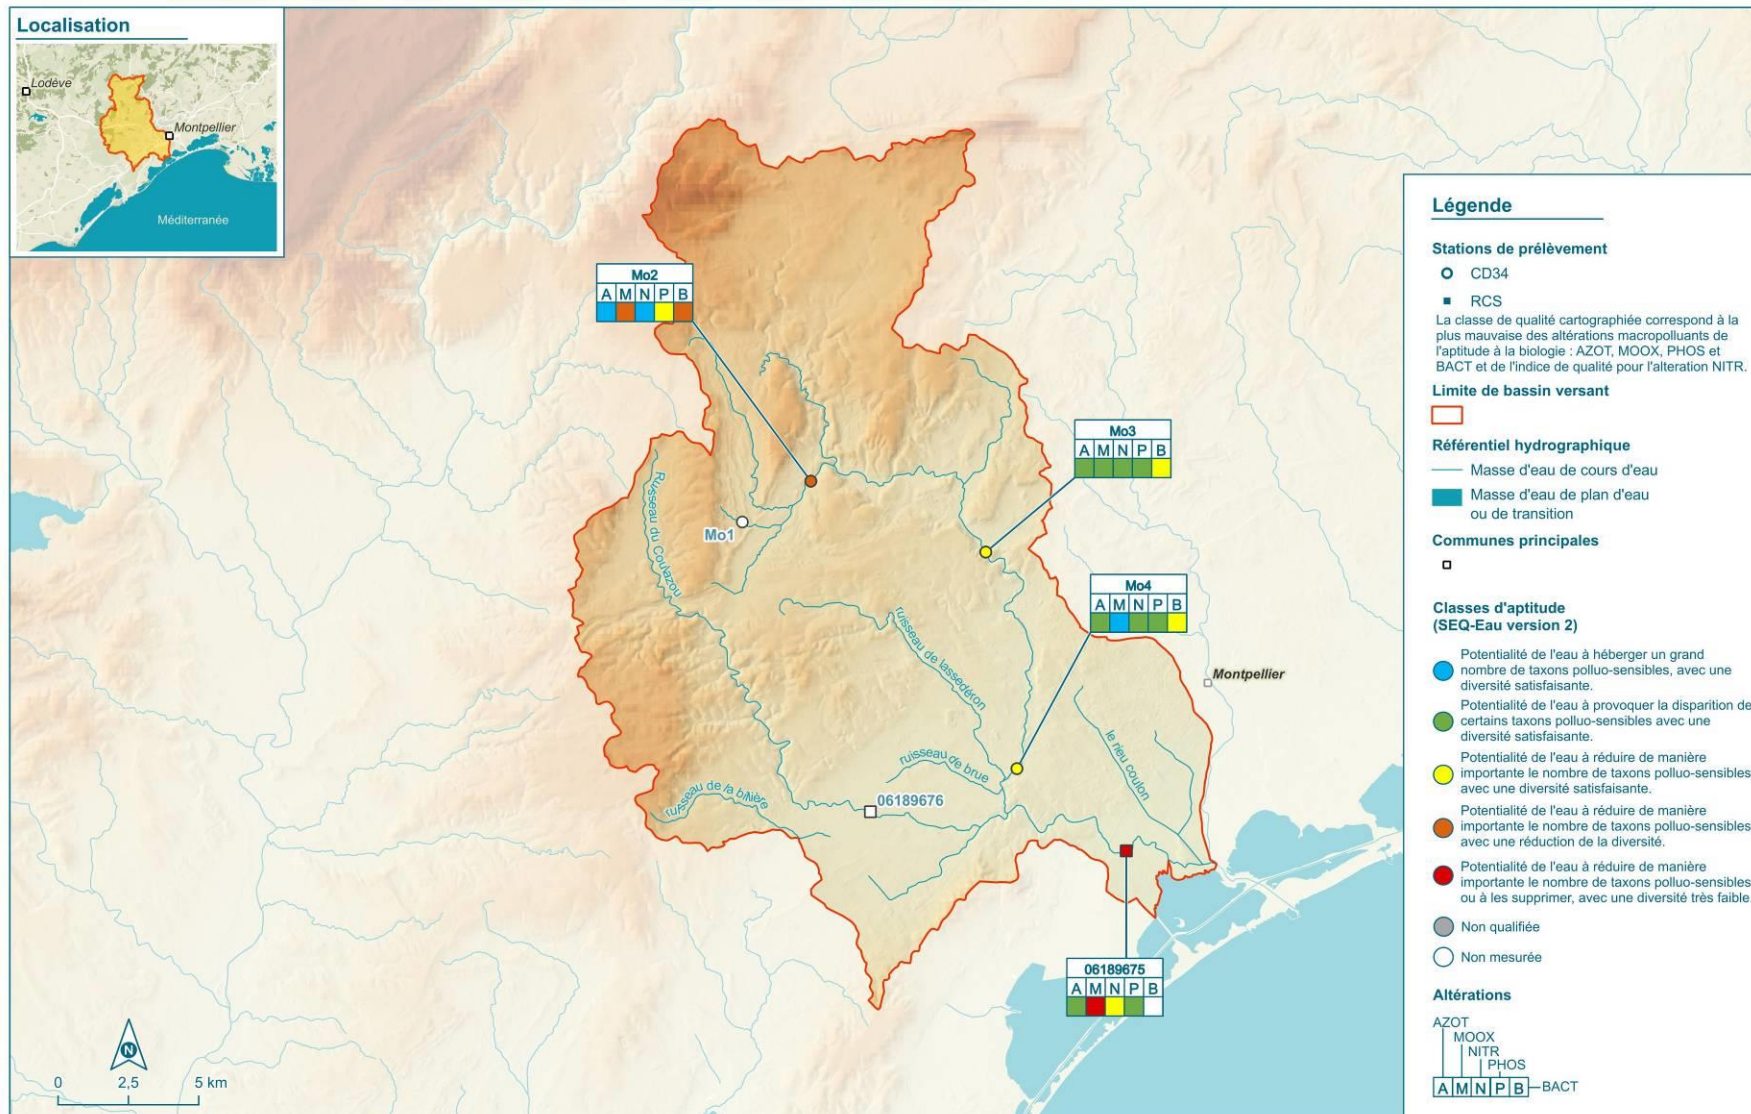 Localisation
Lodève
Montpellier
Méditerranée
Mo2
A M N P B
Mo3
A M N P B
Mo1
Ruisseau du Coulazou
Mo4
A M N P B
ruisseau de lassedéron
Montpellier
le rieu coulon
ruisseau de brue
ruisseau de la billière
06189676
06189675
A M N P B
N
0 2,5 5 km
Légende
Stations de prélèvement
CD34
RCS
La classe de qualité cartographiée correspond à la
plus mauvaise des altérations macropolluants de
l'aptitude à la biologie : AZOT, MOOX, PHOS et
BACT et de l'indice de qualité pour l'alteration NITR.
Limite de bassin versant
Référentiel hydrographique
Masse d'eau de cours d'eau
Masse d'eau de plan d'eau
ou de transition
Communes principales
Classes d'aptitude
(SEQ-Eau version 2)
Potentialité de l'eau à héberger un grand
nombre de taxons polluo-sensibles, avec une
diversité satisfaisante.
Potentialité de l'eau à provoquer la disparition de
certains taxons polluo-sensibles avec une
diversité satisfaisante.
Potentialité de l'eau à réduire de manière
importante le nombre de taxons polluo-sensibles
avec une diversité satisfaisante.
Potentialité de l'eau à réduire de manière
importante le nombre de taxons polluo-sensibles
avec une réduction de la diversité.
Potentialité de l'eau à réduire de manière
importante le nombre de taxons polluo-sensibles
ou à les supprimer, avec une diversité très faible
Non qualifiée
Non mesurée
Altérations
AZOT
MOOX
NITR
PHOS
A M N P B BACT